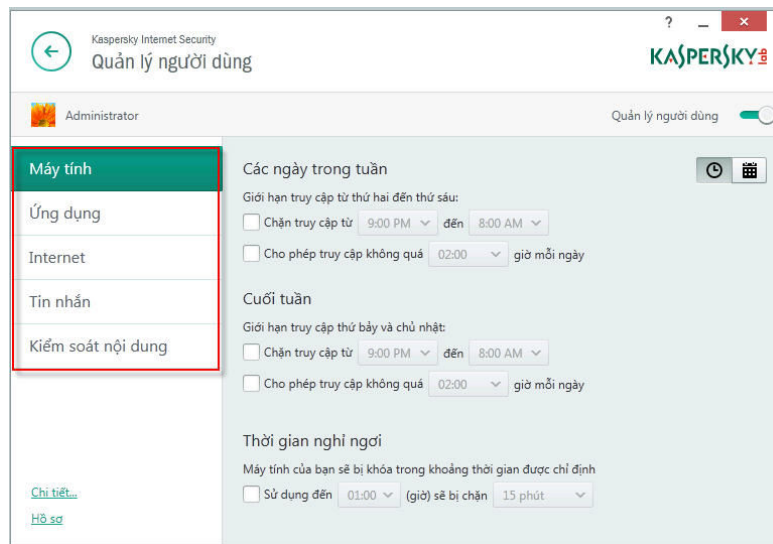 Kaspersky Internet Security
Quản lý người dùng
?
KASPERSKY lab
Administrator
Quản lý người dùng
Máy tính
Ứng dụng
Internet
Tin nhắn
Kiểm soát nội dung
Chi tiết...
Hồ sơ
Các ngày trong tuần
Giới hạn truy cập từ thứ hai đến thứ sáu:
Chặn truy cập từ 9:00 PM đến 8:00 AM
Cho phép truy cập không quá 02:00 giờ mỗi ngày
Cuối tuần
Giới hạn truy cập thứ bảy và chủ nhật:
Chặn truy cập từ 9:00 PM đến 8:00 AM
Cho phép truy cập không quá 02:00 giờ mỗi ngày
Thời gian nghỉ ngơi
Máy tính của bạn sẽ bị khóa trong khoảng thời gian được chỉ định
Sử dụng đến 01:00 (giờ) sẽ bị chặn 15 phút